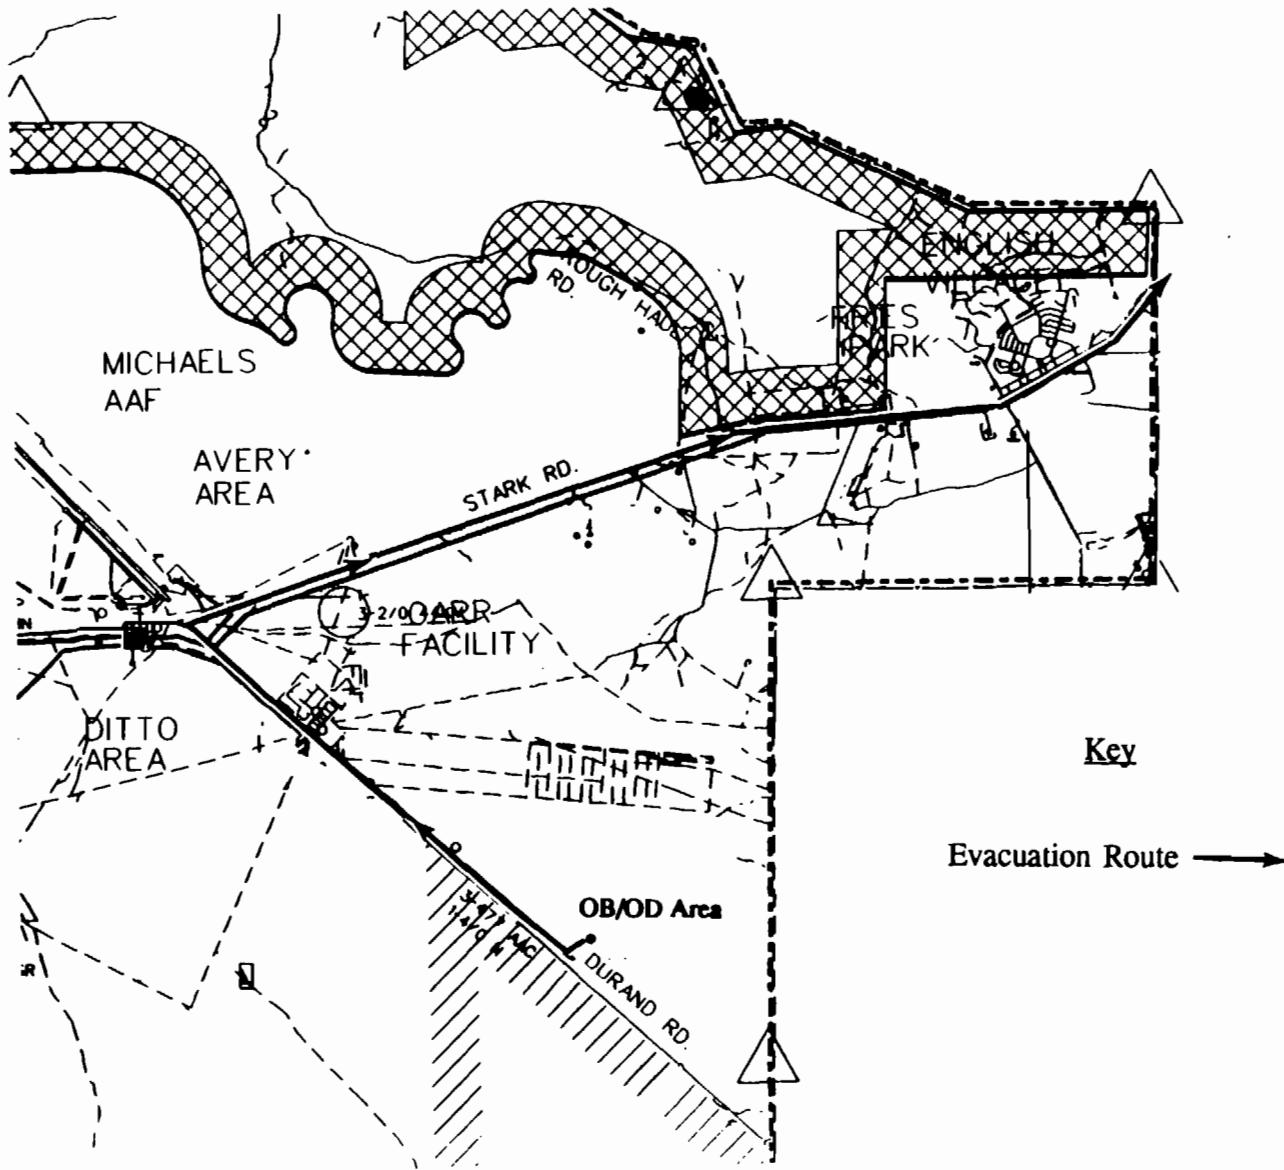 ENGLISH
VILLAGE
FRIES
PARK
ROUGH HAUL
RD.
MICHAELS
AAF
AVERY
AREA
STARK RD.
CARR
FACILITY
DITTO
AREA
Key
Evacuation Route
OB/OD Area
DURAND RD.